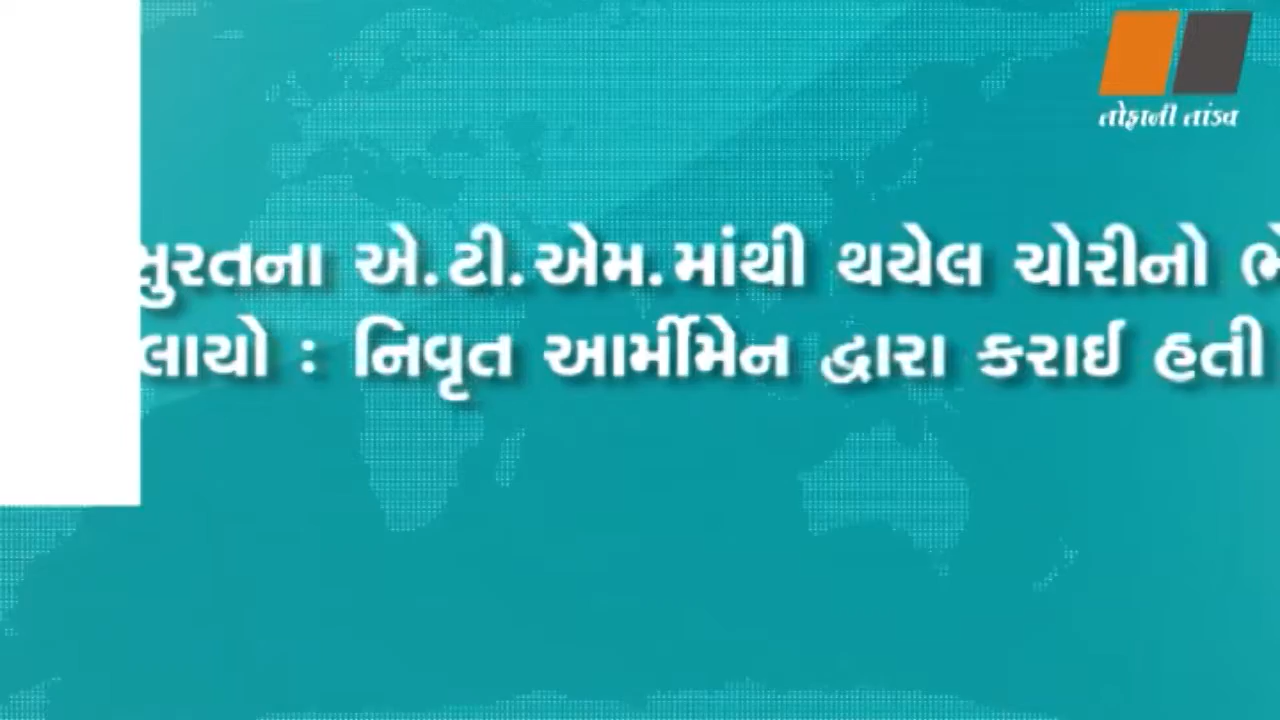 તોફાની તાંડવ
સુરતના એ.ટી.એમ.માંથી થયેલ ચોરીનો
નિવૃત આર્મીમેન દ્વારા કરાઈ હતી